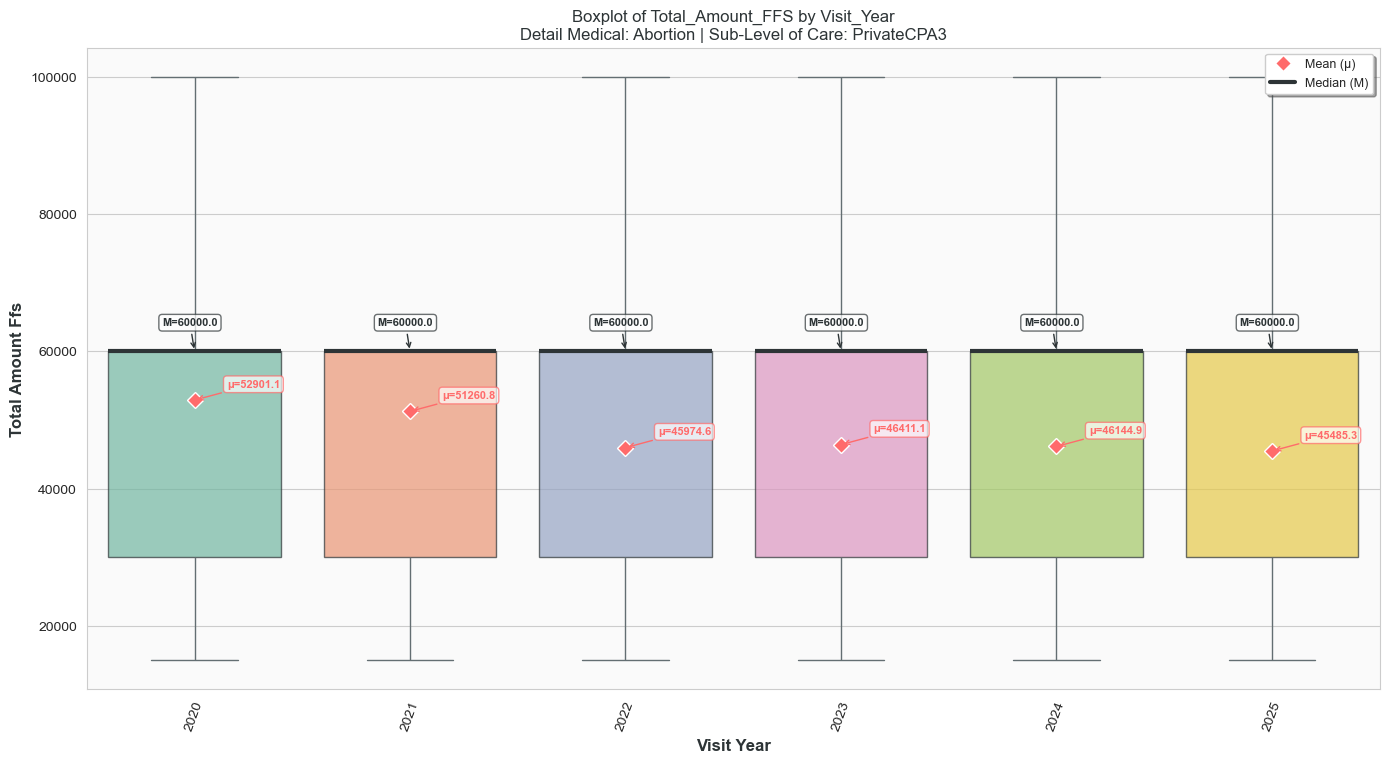 Boxplot of Total_Amount_FFS by Visit_Year
Detail Medical: Abortion | Sub-Level of Care: PrivateCPA3
Mean (μ)
Median (M)
Total Amount Ffs
100000
80000
60000
40000
20000
M=60000.0
M=60000.0
M=60000.0
M=60000.0
M=60000.0
M=60000.0
μ=52901.1
μ=51260.8
μ=45974.6
μ=46411.1
μ=46144.9
μ=45485.3
2020
2021
2022
2023
2024
2025
Visit Year